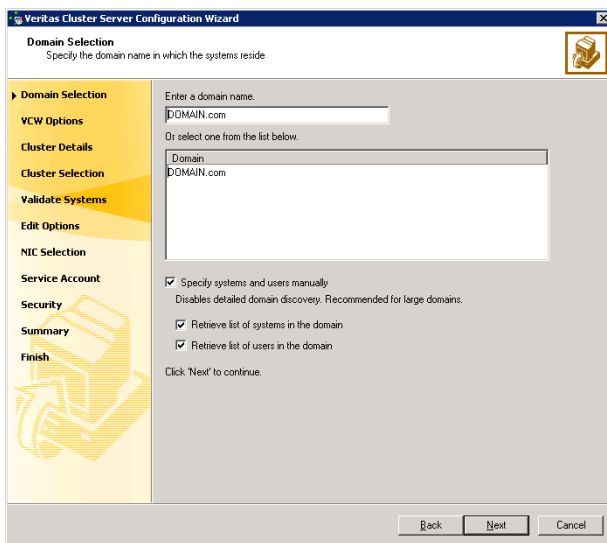 Veritas Cluster Server Configuration Wizard
Domain Selection
Specify the domain name in which the systems reside
Domain Selection
VCW Options
Cluster Details
Cluster Selection
Validate Systems
Edit Options
NIC Selection
Service Account
Security
Summary
Finish
Enter a domain name.
DOMAIN.com
Or select one from the list below.
Domain
DOMAIN.com
Specify systems and users manually
Disables detailed domain discovery. Recommended for large domains.
Retrieve list of systems in the domain
Retrieve list of users in the domain
Click 'Next' to continue.
Back Next Cancel